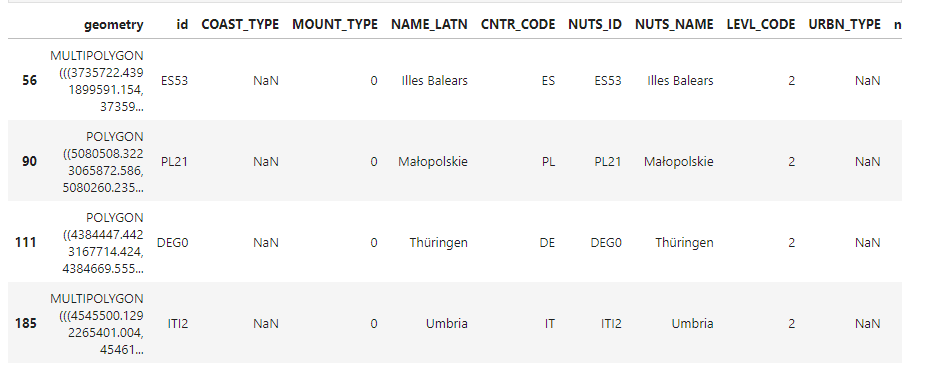 geometry id COAST_TYPE MOUNT_TYPE NAME_LATN CNTR_CODE NUTS_ID NUTS_NAME LEVL_CODE URBN_TYPE n
MULTIPOLYGON
(((3735722.439
56 1899591.154, ES53 NaN 0 Illes Balears ES ES53 Illes Balears 2 NaN
37359...
POLYGON
((5080508.322
90 3065872.586, PL21 NaN 0 Małopolskie PL PL21 Małopolskie 2 NaN
5080260.235...
POLYGON
((4384447.442
111 3167714.424, DEG0 NaN 0 Thüringen DE DEG0 Thüringen 2 NaN
4384669.555...
MULTIPOLYGON
(((4545500.129
185 2265401.004, ITI2 NaN 0 Umbria IT ITI2 Umbria 2 NaN
45461...